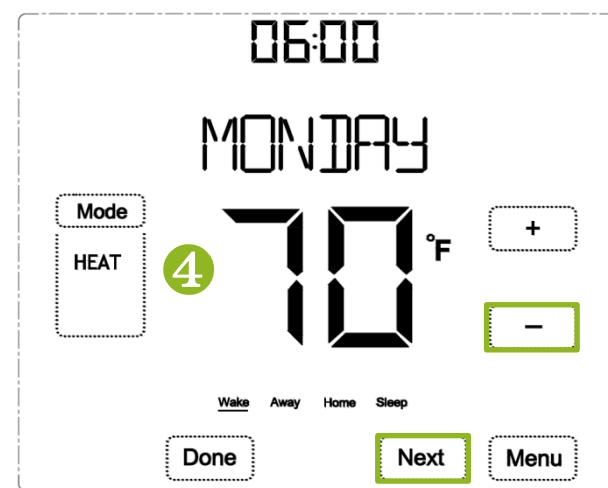 06:00
MONDAY
Mode
HEAT
4
70 °F
+
−
Wake Away Home Sleep
Done Next Menu